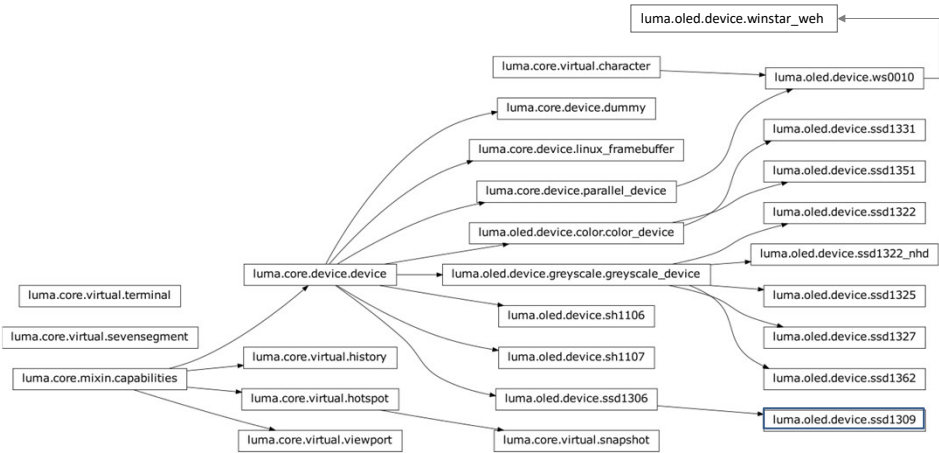 luma.oled.device.winstar_weh
luma.core.virtual.character
luma.oled.device.ws0010
luma.core.device.dummy
luma.oled.device.ssd1331
luma.core.device.linux_framebuffer
luma.oled.device.ssd1351
luma.core.device.parallel_device
luma.oled.device.ssd1322
luma.oled.device.color.color_device
luma.oled.device.ssd1322_nhd
luma.core.device.device
luma.oled.device.greyscale.greyscale_device
luma.core.virtual.terminal
luma.oled.device.ssd1325
luma.oled.device.sh1106
luma.core.virtual.sevensegment
luma.oled.device.ssd1327
luma.core.virtual.history
luma.oled.device.sh1107
luma.core.mixin.capabilities
luma.oled.device.ssd1362
luma.core.virtual.hotspot
luma.oled.device.ssd1306
luma.oled.device.ssd1309
luma.core.virtual.viewport
luma.core.virtual.snapshot